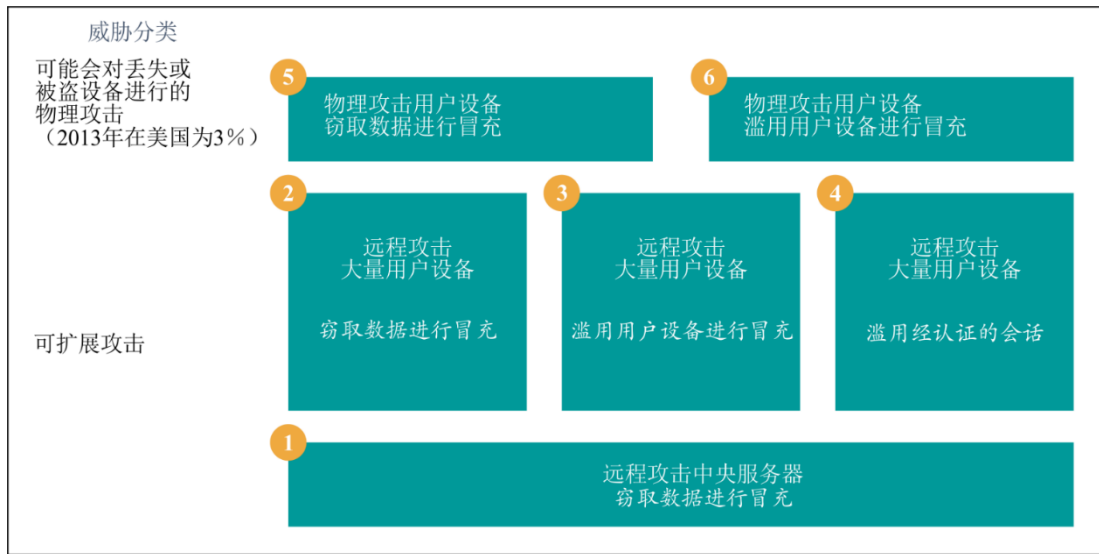 威胁分类
可能会对丢失或
被盗设备进行的
物理攻击
（2013年在美国为3％）
5
物理攻击用户设备
窃取数据进行冒充
6
物理攻击用户设备
滥用用户设备进行冒充
可扩展攻击
2
远程攻击
大量用户设备
窃取数据进行冒充
3
远程攻击
大量用户设备
滥用用户设备进行冒充
4
远程攻击
大量用户设备
滥用经认证的会话
1
远程攻击中央服务器
窃取数据进行冒充